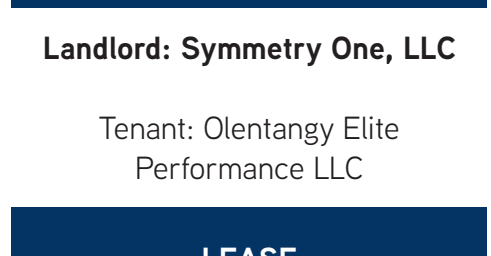 Landlord: Symmetry One, LLC
Tenant: Olentangy Elite
Performance LLC
LEASE